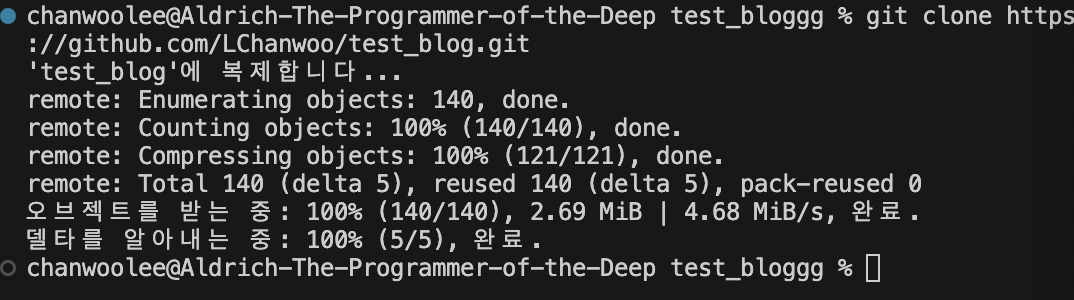 chanwoolee@Aldrich-The-Programmer-of-the-Deep test_bloggg % git clone https
://github.com/LChanwoo/test_blog.git
'test_blog'에 복제합니다...
remote: Enumerating objects: 140, done.
remote: Counting objects: 100% (140/140), done.
remote: Compressing objects: 100% (121/121), done.
remote: Total 140 (delta 5), reused 140 (delta 5), pack-reused 0
오브젝트를 받는 중: 100% (140/140), 2.69 MiB | 4.68 MiB/s, 완료.
델타를 알아내는 중: 100% (5/5), 완료.
chanwoolee@Aldrich-The-Programmer-of-the-Deep test_bloggg %